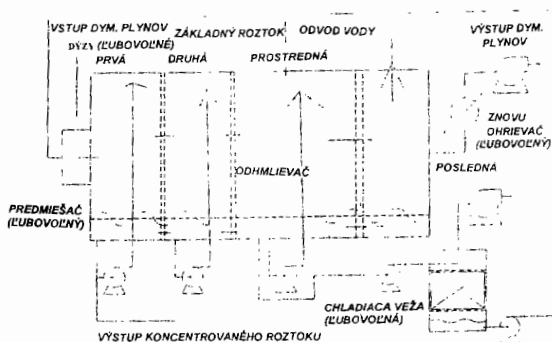 VSTUP DYM. PLYNOV
DÝZY (ĽUBOVOĽNÉ)
ZÁKLADNÝ ROZTOK
ODVOD VODY
VÝSTUP DYM.
PLYNOV
PRVÁ
DRUHÁ
PROSTREDNÁ
ZNOVU
OHRIEVAČ
(ĽUBOVOĽNÝ)
POSLEDNÁ
ODHMLIEVAČ
PREDMIEŠAČ
(ĽUBOVOĽNÝ)
CHLADIACA VEŽA
(ĽUBOVOĽNÁ)
VÝSTUP KONCENTROVANÉHO ROZTOKU